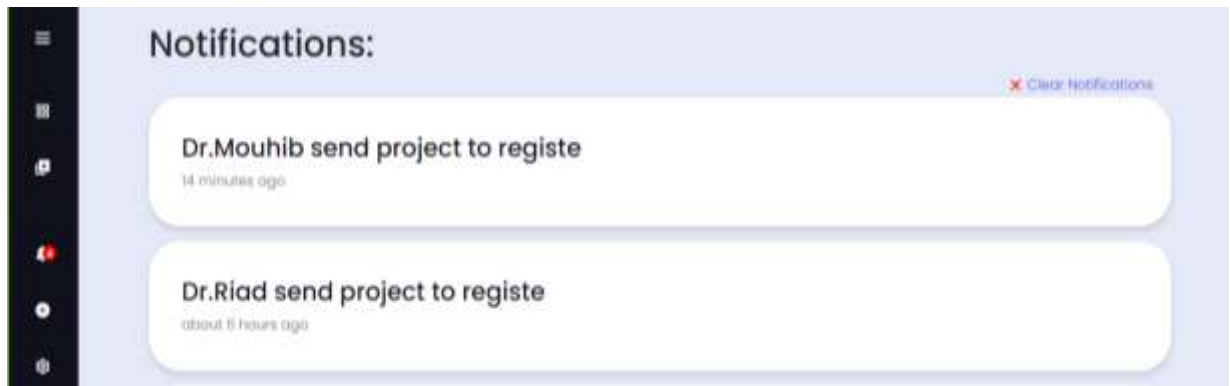 Notifications:
❌ Clear Notifications
Dr.Mouhib send project to registe
14 minutes ago
Dr.Riad send project to registe
about hours ago